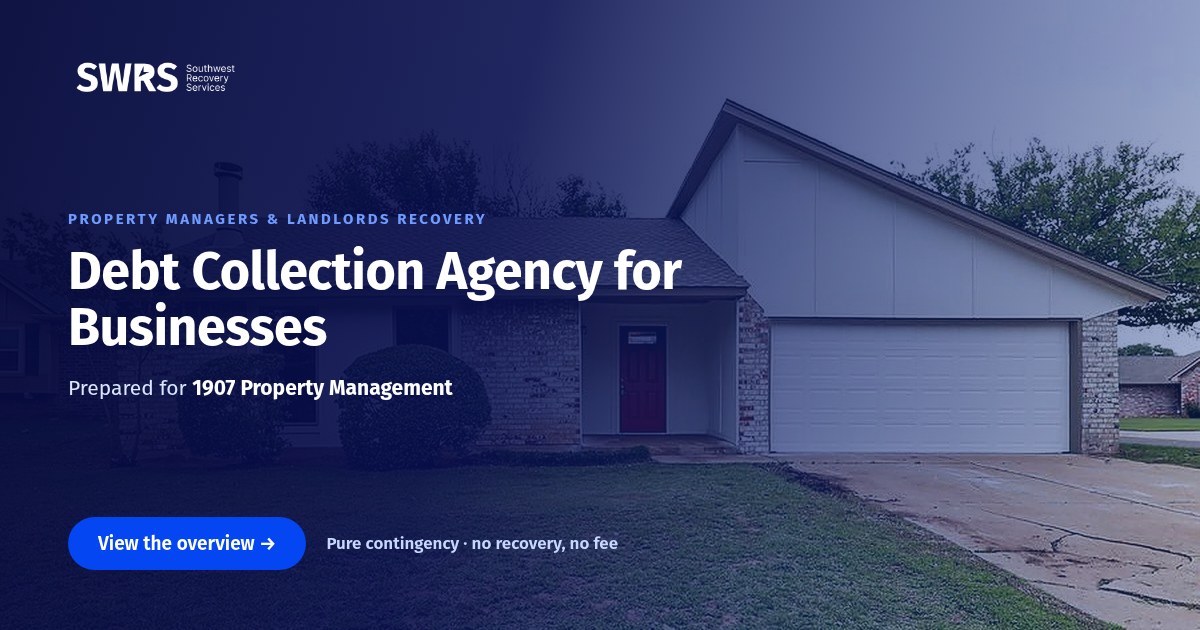 SWRS
Southwest
Recovery
Services
PROPERTY MANAGERS & LANDLORDS RECOVERY
Debt Collection Agency for
Businesses
Prepared for 1907 Property Management
View the overview →
Pure contingency · no recovery, no fee